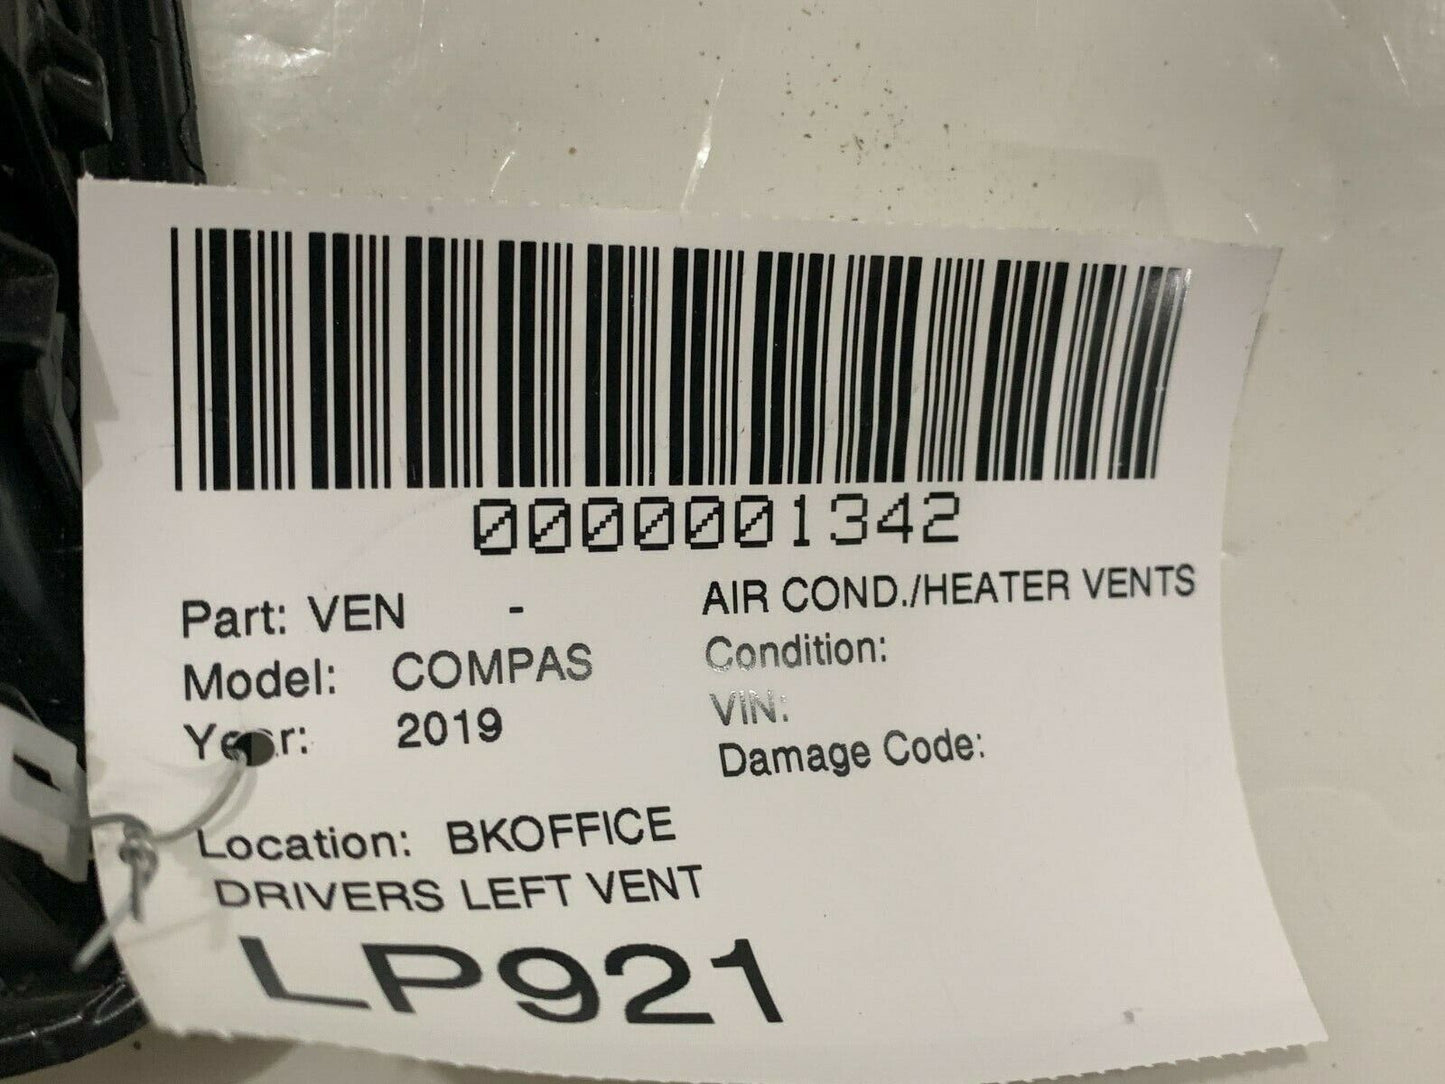 0000001342
Part: VEN - AIR COND./HEATER VENTS
Model: COMPAS Condition:
Year: 2019 VIN:
Damage Code:
Location: BKOFFICE
DRIVERS LEFT VENT
LP921